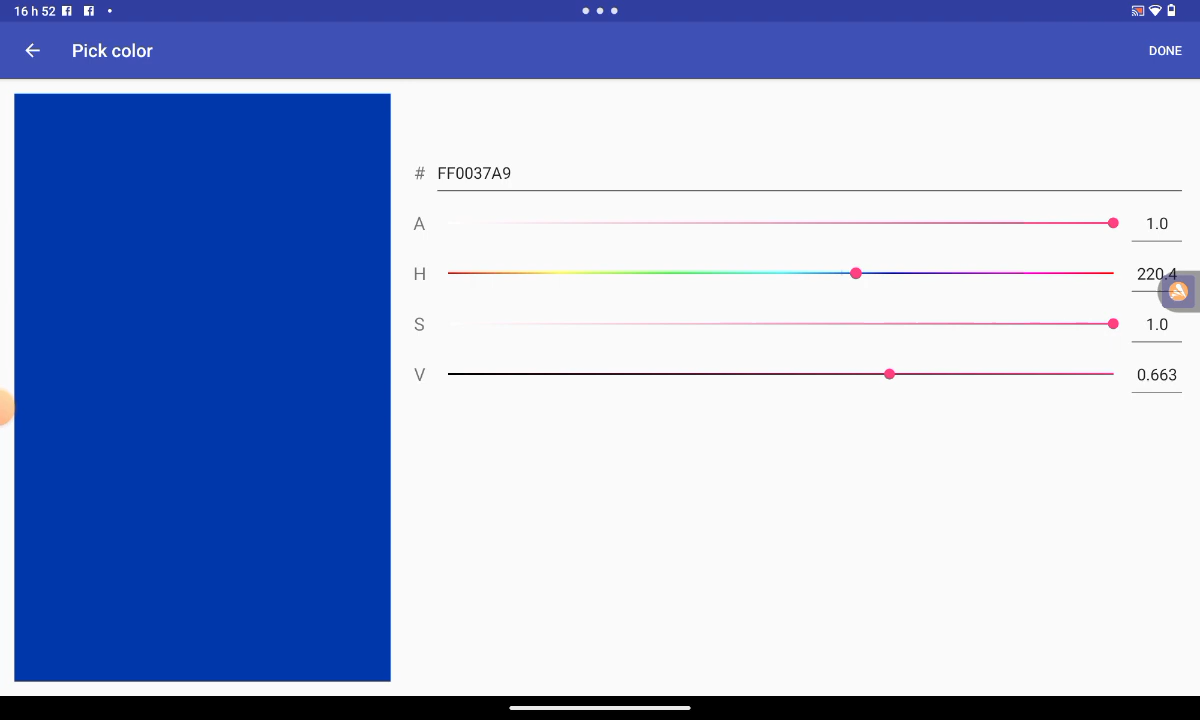 16 h 52
Pick color
DONE
# FF0037A9
A 1.0
H 220.4
S 1.0
V 0.663